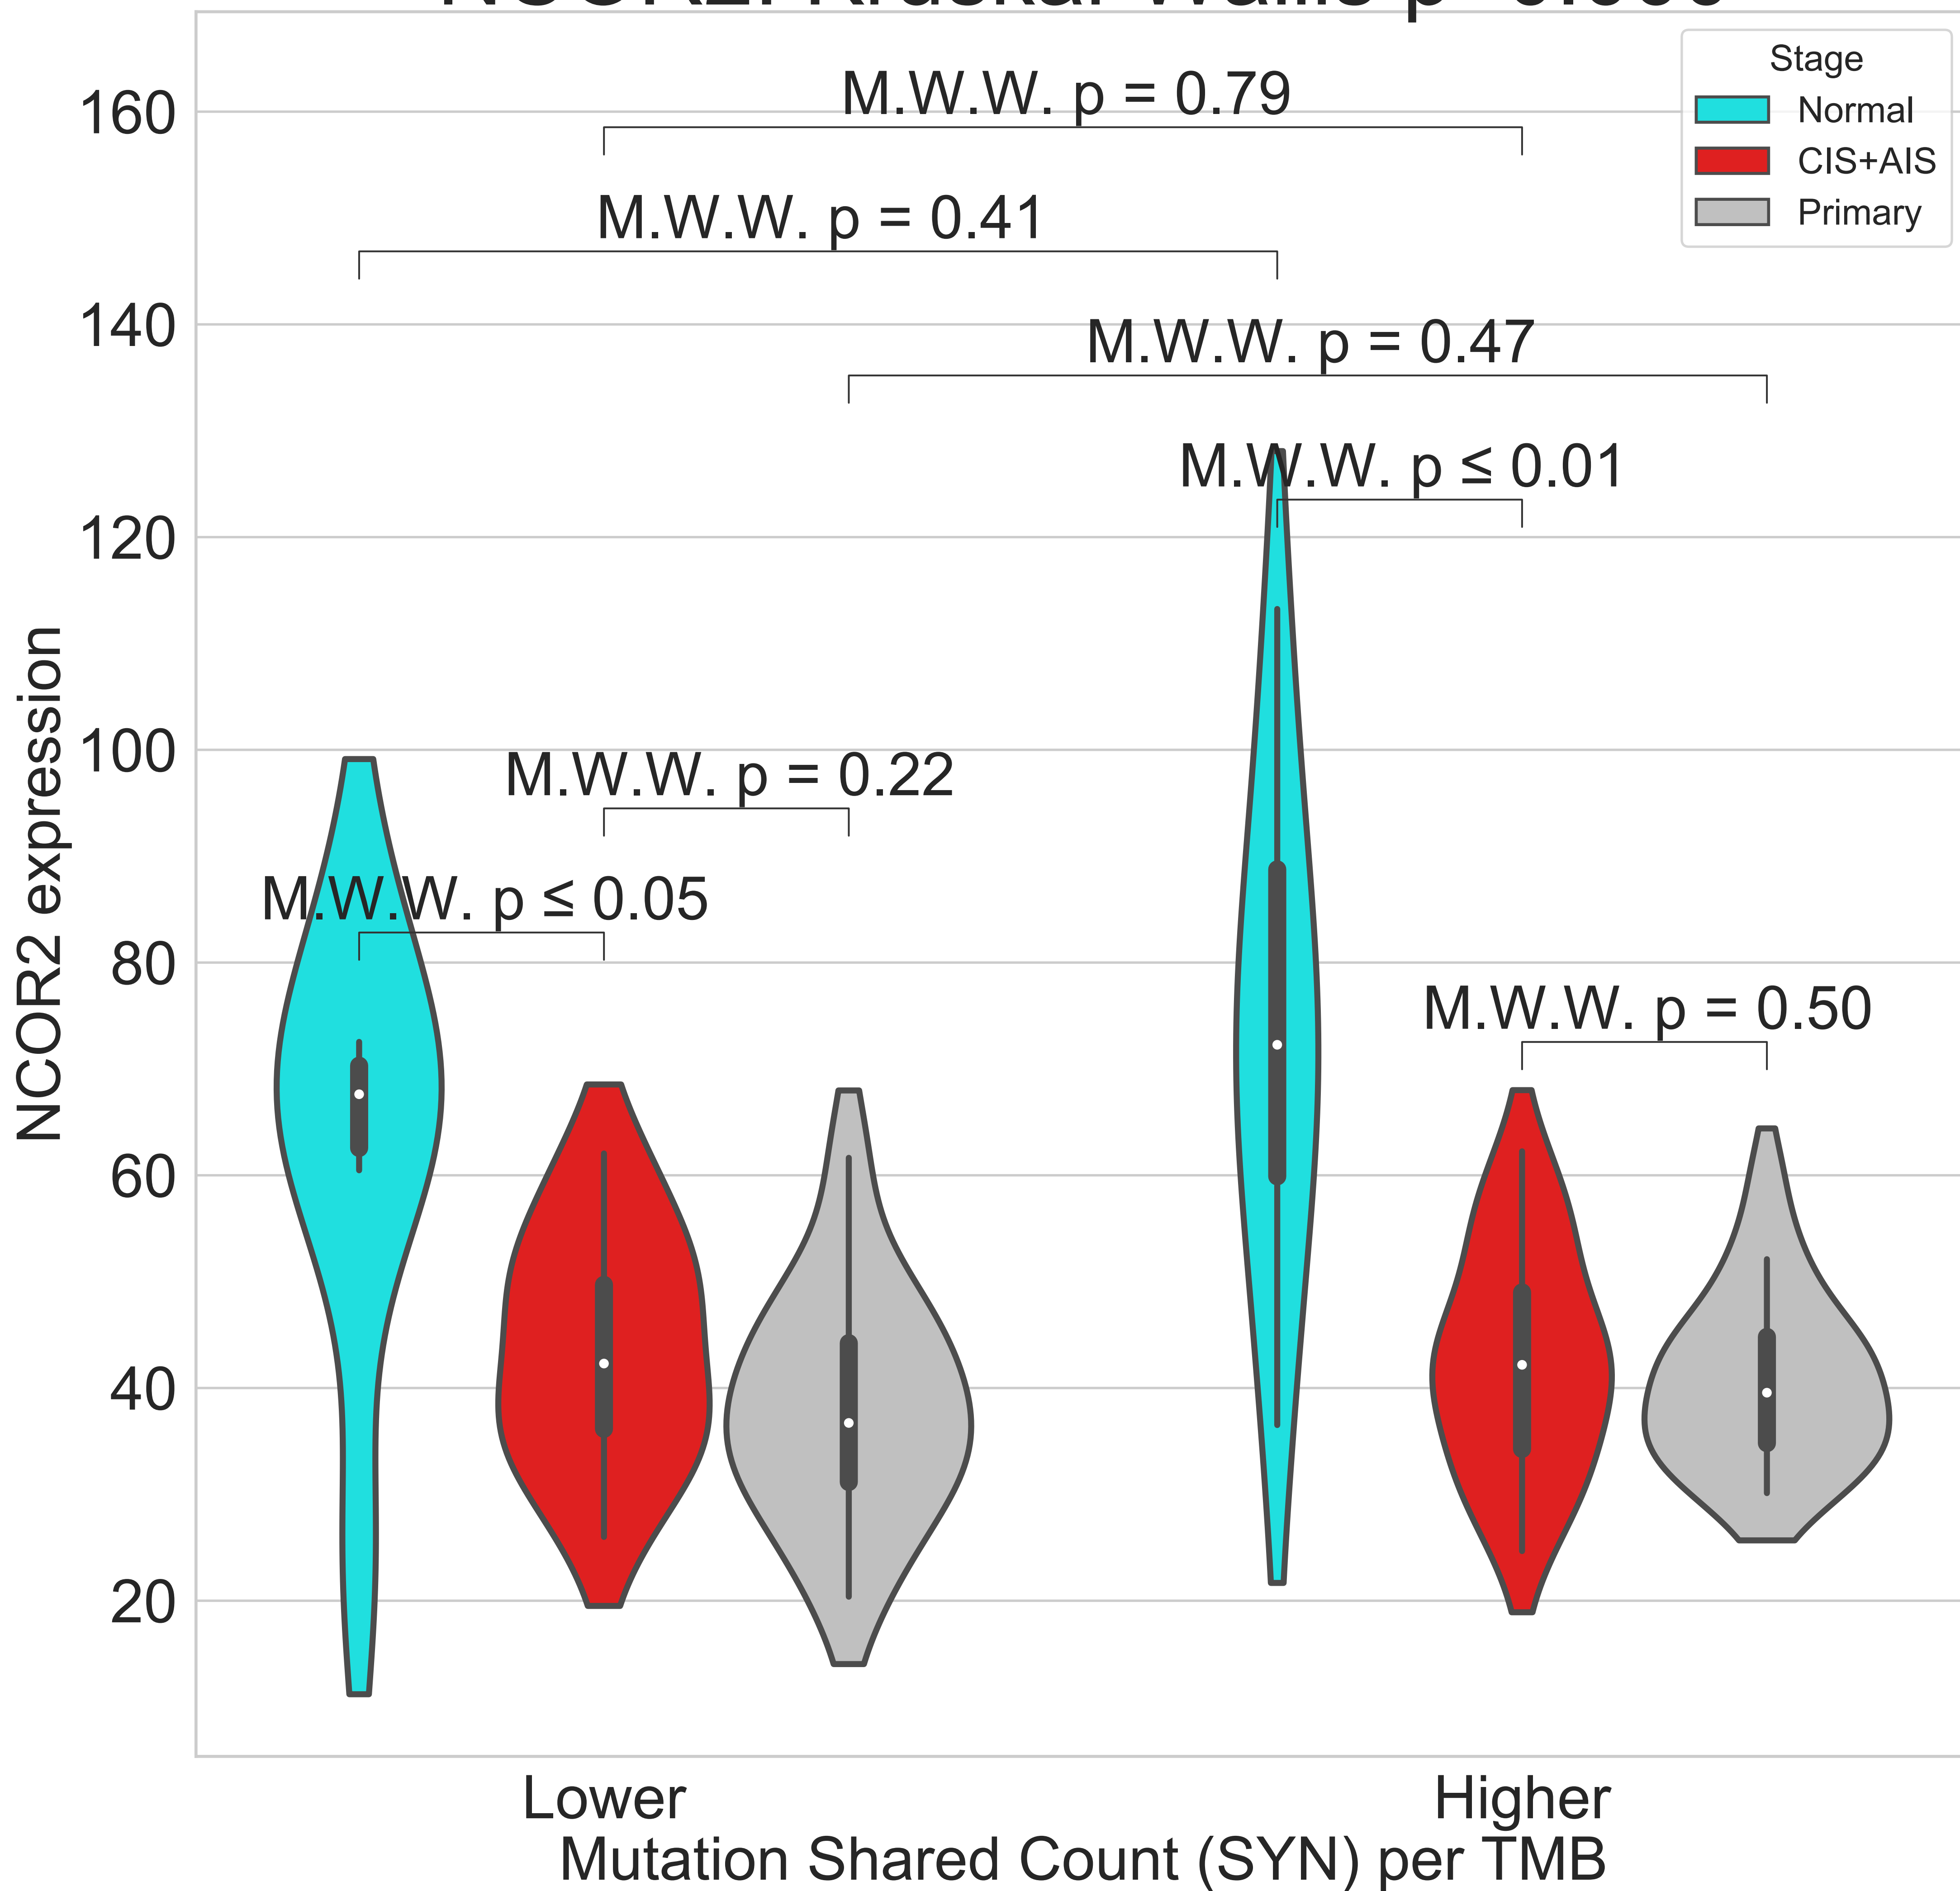 Stage
Normal
CIS+AIS
Primary
M.W.W. p = 0.79
M.W.W. p = 0.41
M.W.W. p = 0.47
M.W.W. p ≤ 0.01
M.W.W. p = 0.22
M.W.W. p ≤ 0.05
M.W.W. p = 0.50
160
140
120
100
80
60
40
20
NCOR2 expression
Lower
Higher
Mutation Shared Count (SYN) per TMB